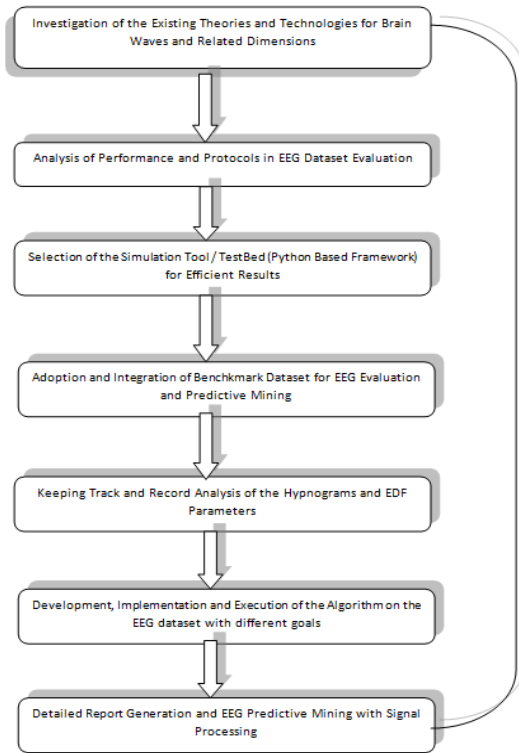 Investigation of the Existing Theories and Technologies for Brain
Waves and Related Dimensions
Analysis of Performance and Protocols in EEG Dataset Evaluation
Selection of the Simulation Tool / TestBed (Python Based Framework)
for Efficient Results
Adoption and Integration of Benchkmark Dataset for EEG Evaluation
and Predictive Mining
Keeping Track and Record Analysis of the Hypnograms and EDF
Parameters
Development, Implementation and Execution of the Algorithm on the
EEG dataset with different goals
Detailed Report Generation and EEG Predictive Mining with Signal
Processing